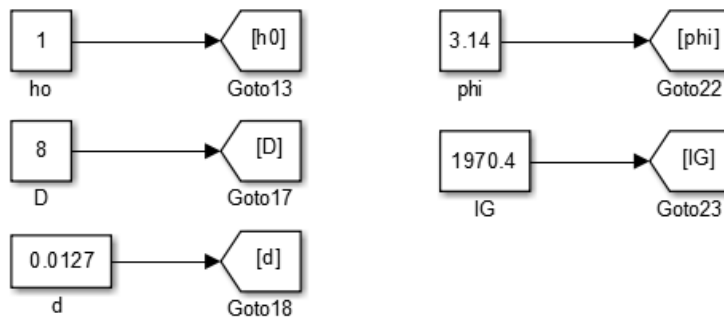 1
[h0]
ho
Goto13
8
[D]
D
Goto17
0.0127
[d]
d
Goto18
3.14
[phi]
phi
Goto22
1970.4
[IG]
IG
Goto23